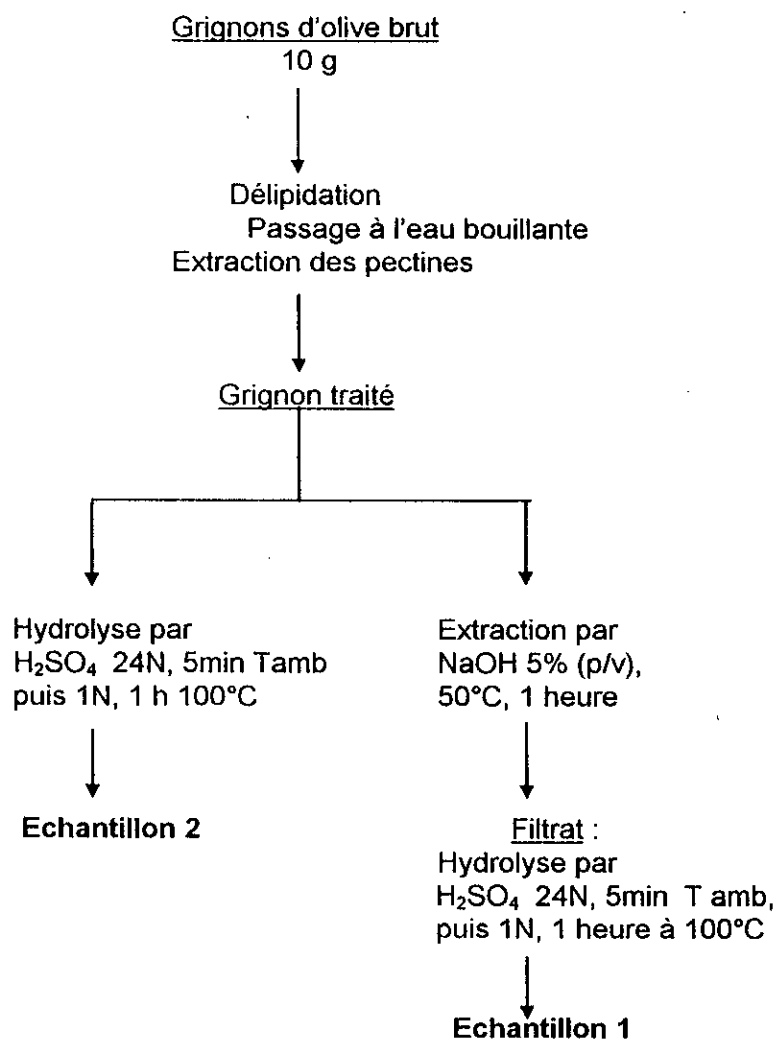 Grignons d'olive brut
10 g
Délipidation
Passage à l'eau bouillante
Extraction des pectines
Grignon traité
Hydrolyse par
H₂SO₄ 24N, 5min Tamb
puis 1N, 1 h 100°C
Echantillon 2
Extraction par
NaOH 5% (p/v),
50°C, 1 heure
Filtrat :
Hydrolyse par
H₂SO₄ 24N, 5min T amb,
puis 1N, 1 heure à 100°C
Echantillon 1